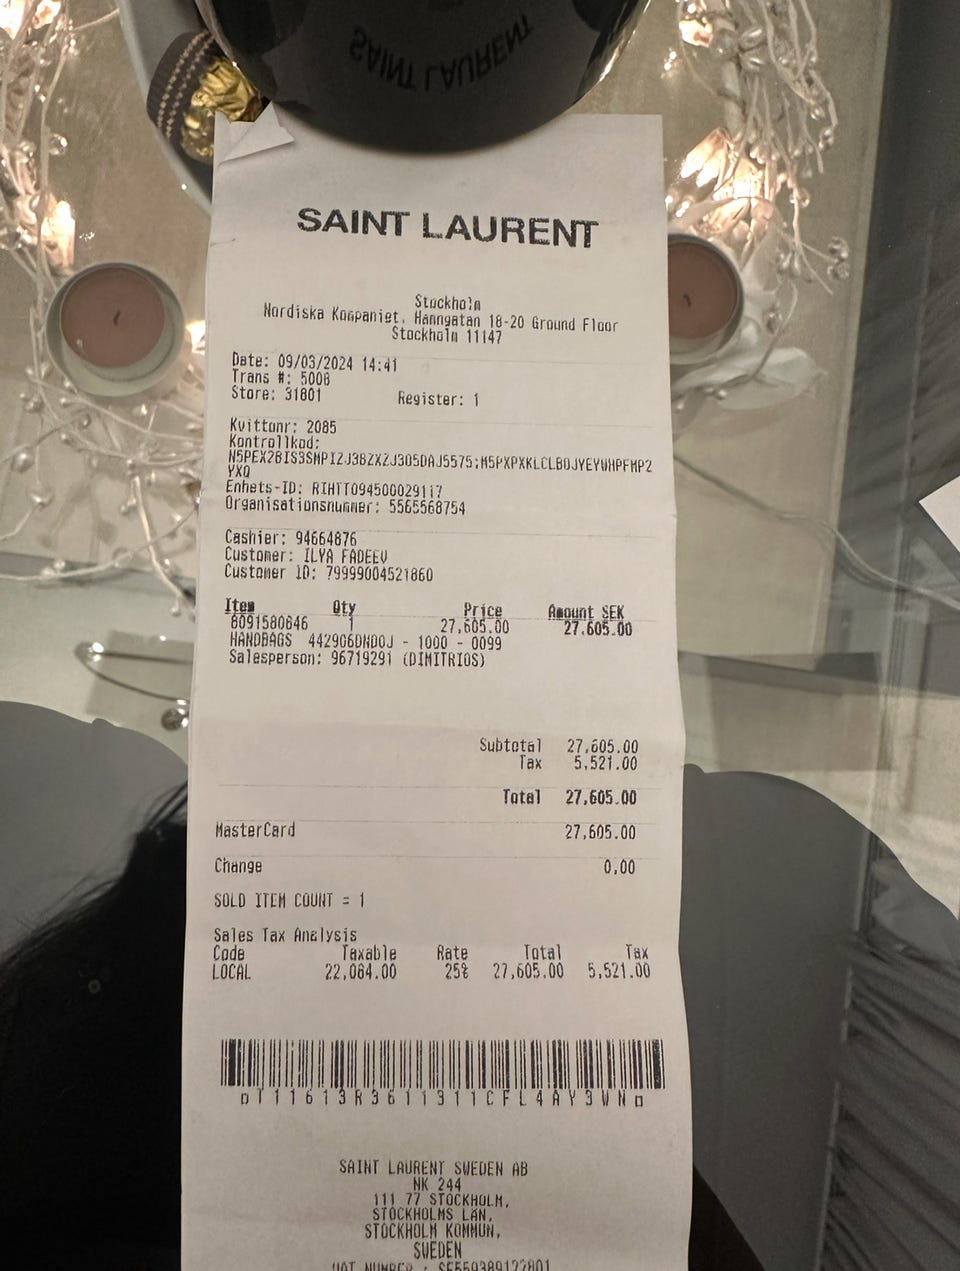 SAINT LAURENT
SAINT LAURENT
Stockholm
Nordiska Kompaniet, Hamngatan 18-20 Ground Floor
Stockholm 11147
Date: 09/03/2024 14:41
Trans #: 5008
Store: 31801 Register: 1
Kvittonr: 2085
Kontrollkod:
N5PEX2BIS3SMPIZJ3BZXZJ3O5DAJ5575;M5PXPXKLCLBOJYEYWHPFMP2
YXQ
Enhets-ID: RIHTT094500029117
Organisationsnummer: 5565568754
Cashier: 94664876
Customer: ILYA FADEEV
Customer ID: 79999004521860
Item Qty Price Amount SEK
8091580846 1 27,605.00 27,605.00
HANDBAGS 442906DND0J - 1000 - 0099
Salesperson: 96719291 (DIMITRIOS)
Subtotal 27,605.00
Tax 5,521.00
Total 27,605.00
MasterCard 27,605.00
Change 0.00
SOLD ITEM COUNT = 1
Sales Tax Analysis
Code Taxable Rate Total Tax
LOCAL 22,084.00 25% 27,605.00 5,521.00
oT11613R3611311CFL4AY3WNo
SAINT LAURENT SWEDEN AB
NK 244
111 77 STOCKHOLM,
STOCKHOLMS LAN,
STOCKHOLM KOMMUN,
SWEDEN
VAT NUMBER : SE559389122801